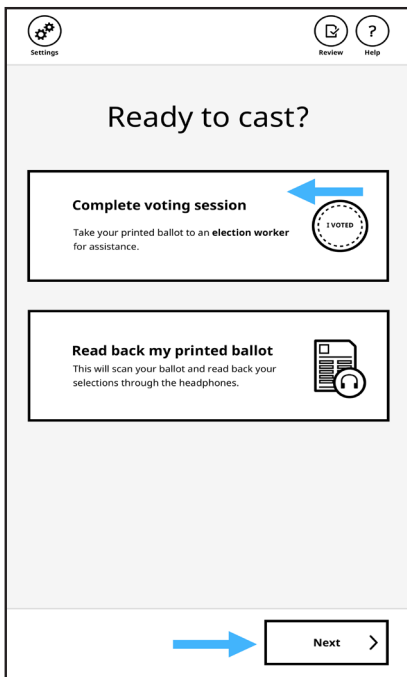 Settings
Review
?
Help
Ready to cast?
Complete voting session
Take your printed ballot to an election worker
for assistance.
I VOTED
Read back my printed ballot
This will scan your ballot and read back your
selections through the headphones.
Next